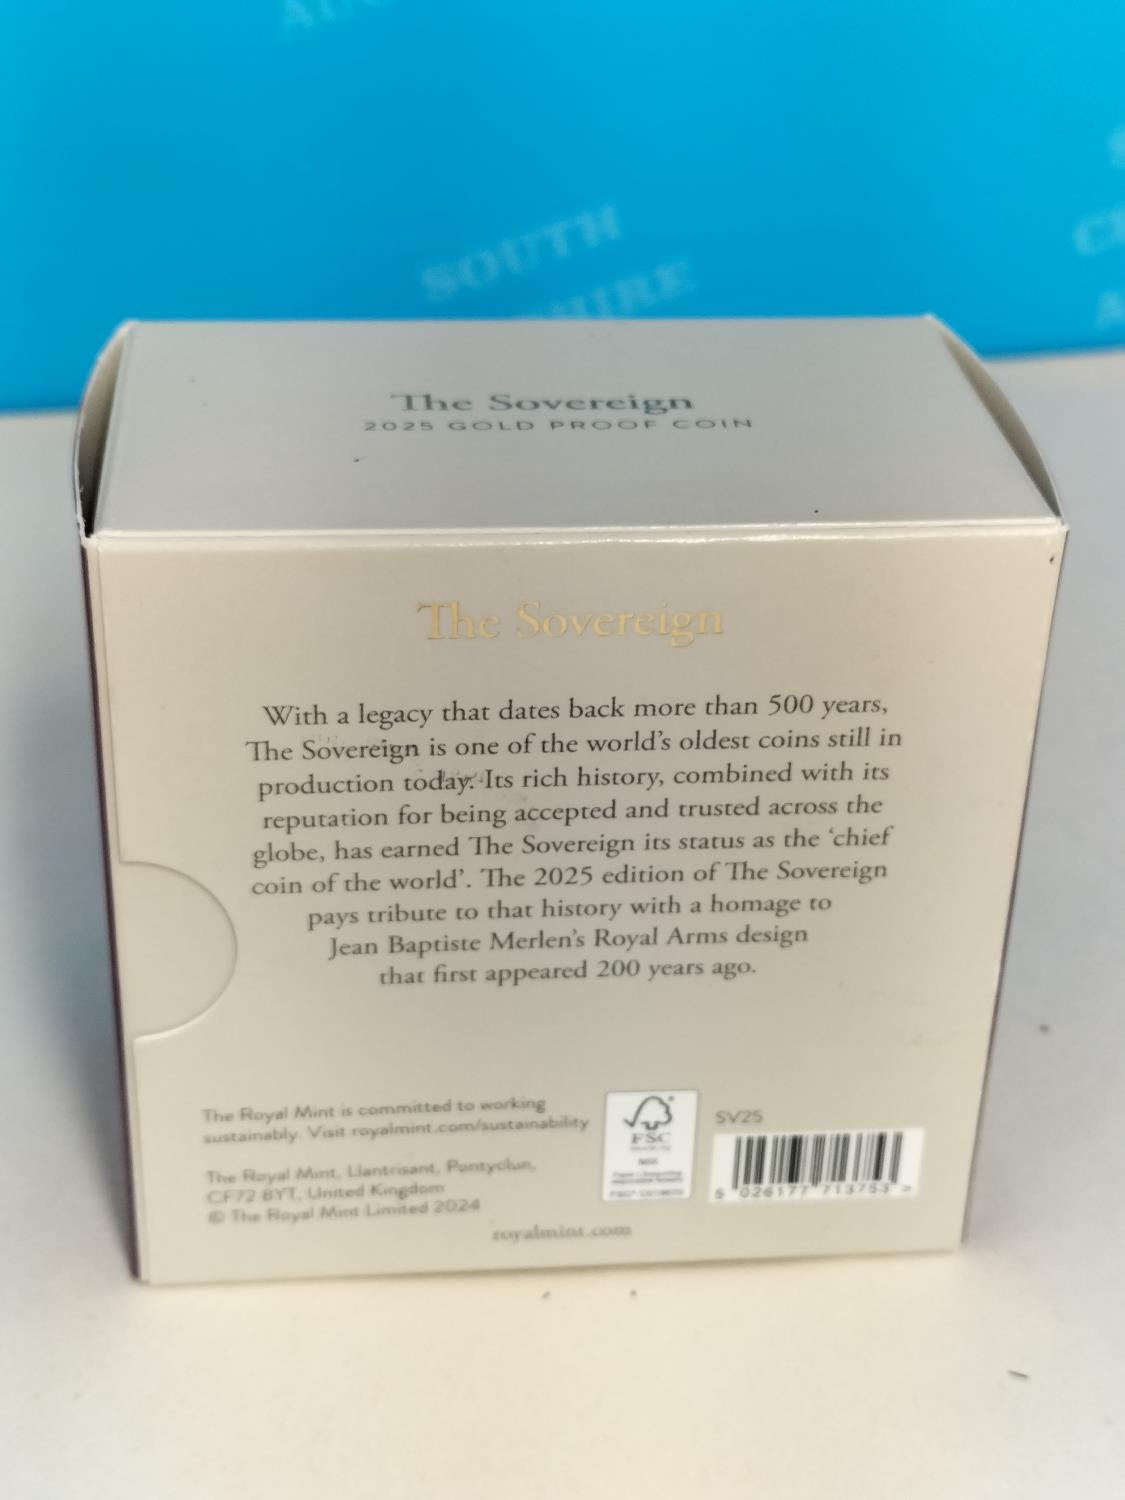 SOUTH
The Sovereign
2025 GOLD PROOF COIN
The Sovereign
With a legacy that dates back more than 500 years,
The Sovereign is one of the world's oldest coins still in
production today. Its rich history, combined with its
reputation for being accepted and trusted across the
globe, has earned The Sovereign its status as the 'chief
coin of the world'. The 2025 edition of The Sovereign
pays tribute to that history with a homage to
Jean Baptiste Merlen's Royal Arms design
that first appeared 200 years ago.
The Royal Mint is committed to working
sustainably. Visit royalmint.com/sustainability
The Royal Mint, Llantrisant, Pontyclun,
CF72 8YT, United Kingdom
© The Royal Mint Limited 2024
royalmint.com
FSC
MIX
SV25
5 026177 713753 >